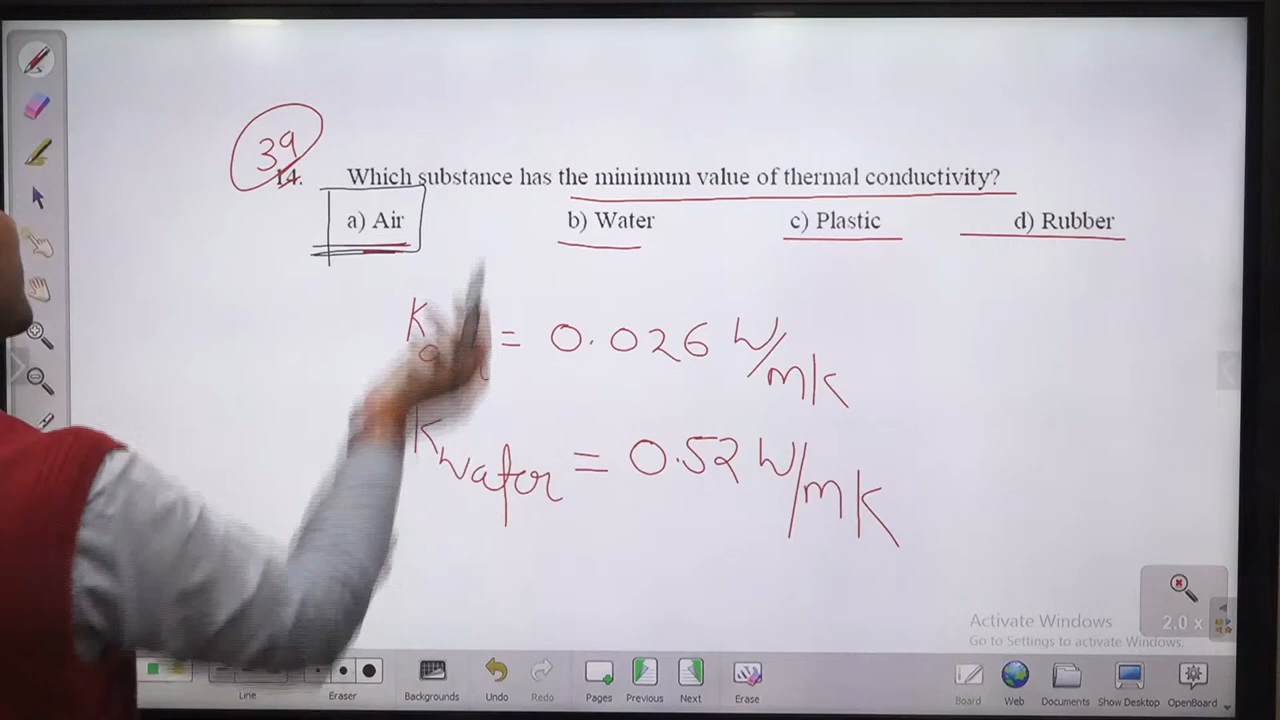 39
14. Which substance has the minimum value of thermal conductivity?
a) Air b) Water c) Plastic d) Rubber
K = 0.026 W/mK
Kwater = 0.52 W/mK
2.0 x
Activate Windows
Go to Settings to activate Windows.
Line Eraser Backgrounds Undo Redo Pages Previous Next Erase Board Web Documents Show Desktop OpenBoard